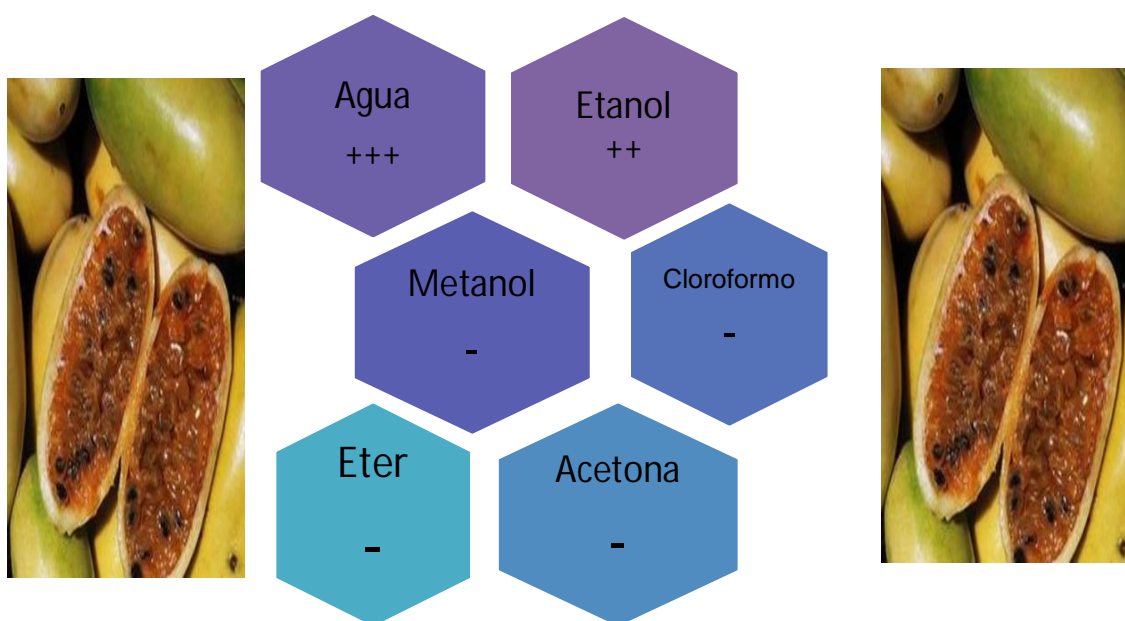 Agua
+++
Etanol
++
Metanol
-
Cloroformo
-
Eter
-
Acetona
-